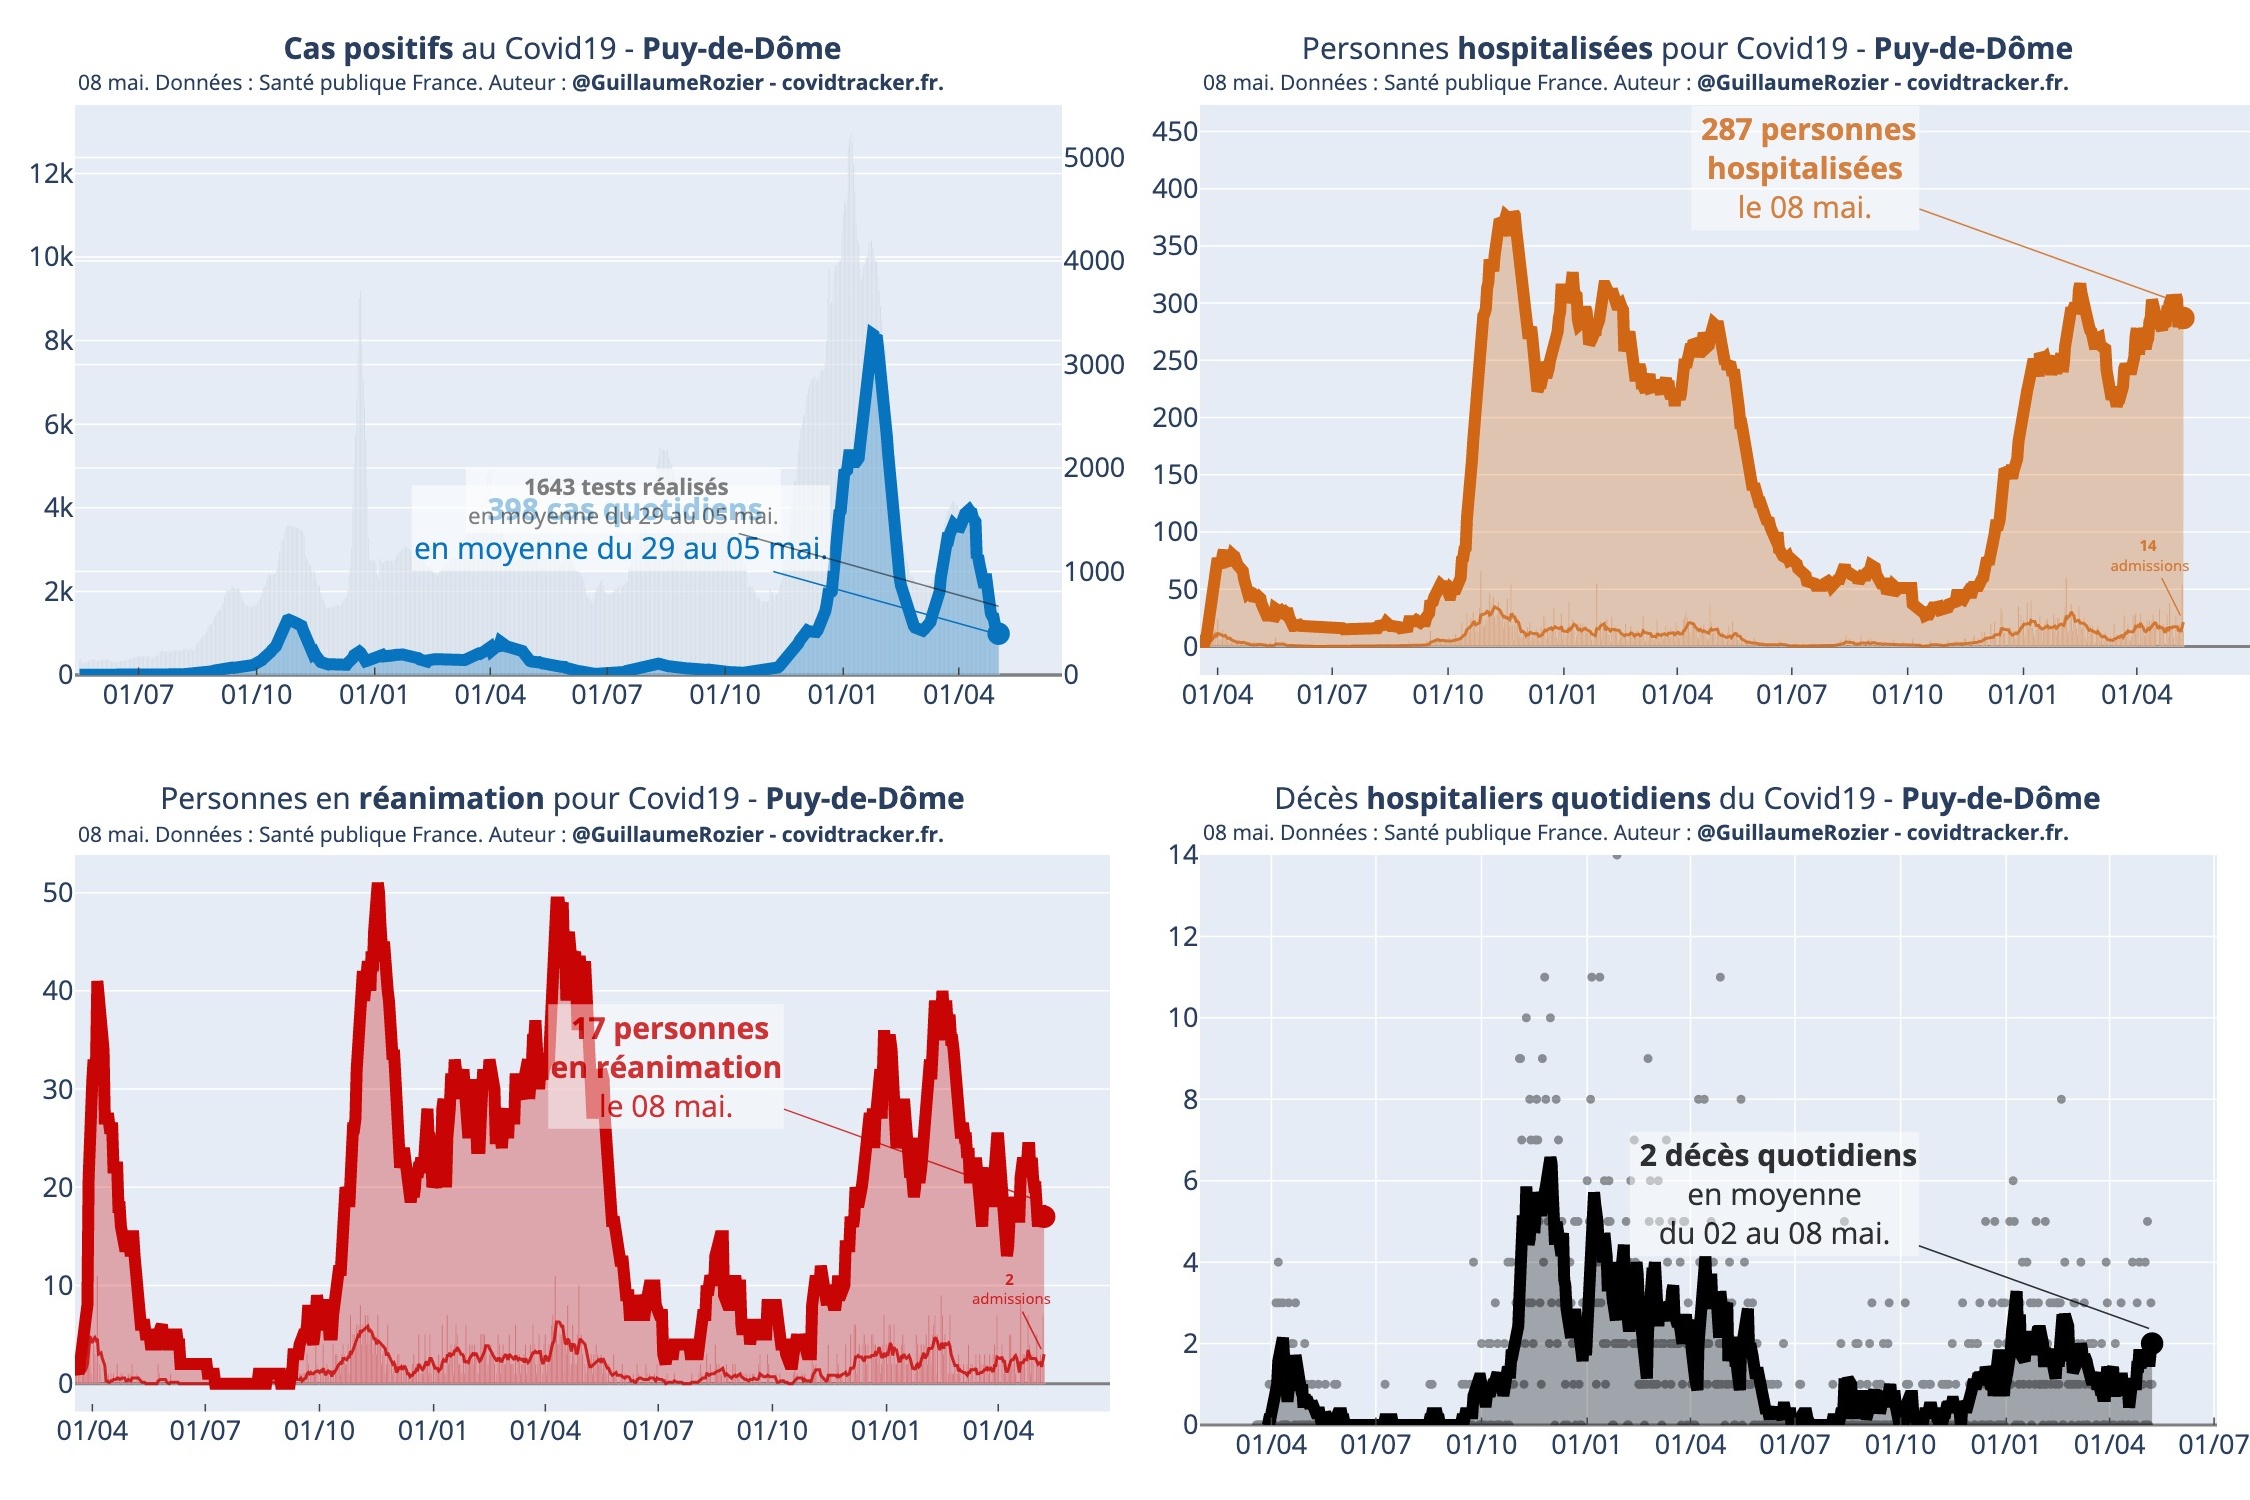 Cas positifs au Covid19 - Puy-de-Dôme
08 mai. Données : Santé publique France. Auteur : @GuillaumeRozier - covidtracker.fr.
12k
10k
8k
6k
4k
2k
0
5000
4000
3000
2000
1000
0
1643 tests réalisés
en moyenne du 29 au 05 mai.
398 cas quotidiens
en moyenne du 29 au 05 mai.
01/07 01/10 01/01 01/04 01/07 01/10 01/01 01/04
Personnes hospitalisées pour Covid19 - Puy-de-Dôme
08 mai. Données : Santé publique France. Auteur : @GuillaumeRozier - covidtracker.fr.
450
400
350
300
250
200
150
100
50
0
287 personnes
hospitalisées
le 08 mai.
14
admissions
01/04 01/07 01/10 01/01 01/04 01/07 01/10 01/01 01/04
Personnes en réanimation pour Covid19 - Puy-de-Dôme
08 mai. Données : Santé publique France. Auteur : @GuillaumeRozier - covidtracker.fr.
50
40
30
20
10
0
17 personnes
en réanimation
le 08 mai.
2
admissions
01/04 01/07 01/10 01/01 01/04 01/07 01/10 01/01 01/04
Décès hospitaliers quotidiens du Covid19 - Puy-de-Dôme
08 mai. Données : Santé publique France. Auteur : @GuillaumeRozier - covidtracker.fr.
14
12
10
8
6
4
2
0
2 décès quotidiens
en moyenne
du 02 au 08 mai.
01/04 01/07 01/10 01/01 01/04 01/07 01/10 01/01 01/04 01/07